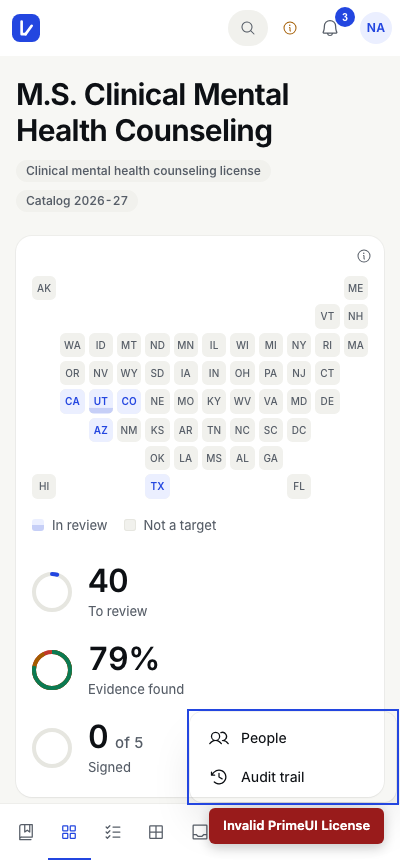 3
NA
M.S. Clinical Mental
Health Counseling
Clinical mental health counseling license
Catalog 2026-27
AK ME
VT NH
WA ID MT ND MN IL WI MI NY RI MA
OR NV WY SD IA IN OH PA NJ CT
CA UT CO NE MO KY WV VA MD DE
AZ NM KS AR TN NC SC DC
OK LA MS AL GA
HI TX FL
In review Not a target
40
To review
79%
Evidence found
0 of 5
Signed
People
Audit trail
Invalid PrimeUI License